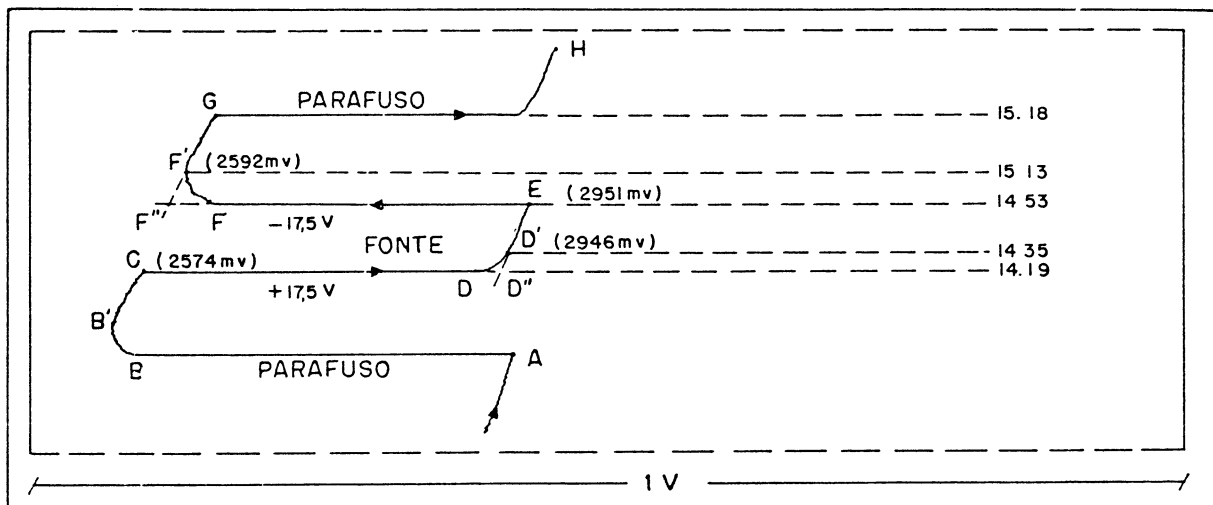 H
G PARAFUSO 15.18
F' (2592mv) 15 13
E (2951mv) 14 53
F''' F −17,5 V
D' (2946mv) 14 35
FONTE
C (2574mv) 14.19
+17,5 V D D''
B'
B PARAFUSO A
1 V